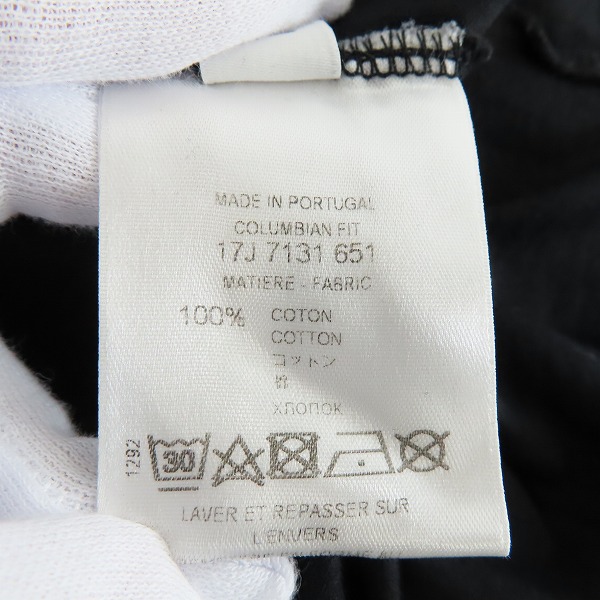 MADE IN PORTUGAL
COLUMBIAN FIT
17J 7131 651
MATIERE - FABRIC
100% COTON
COTTON
コットン
棉
ХЛОПОК
1292
30
LAVER ET REPASSER SUR
L'ENVERS